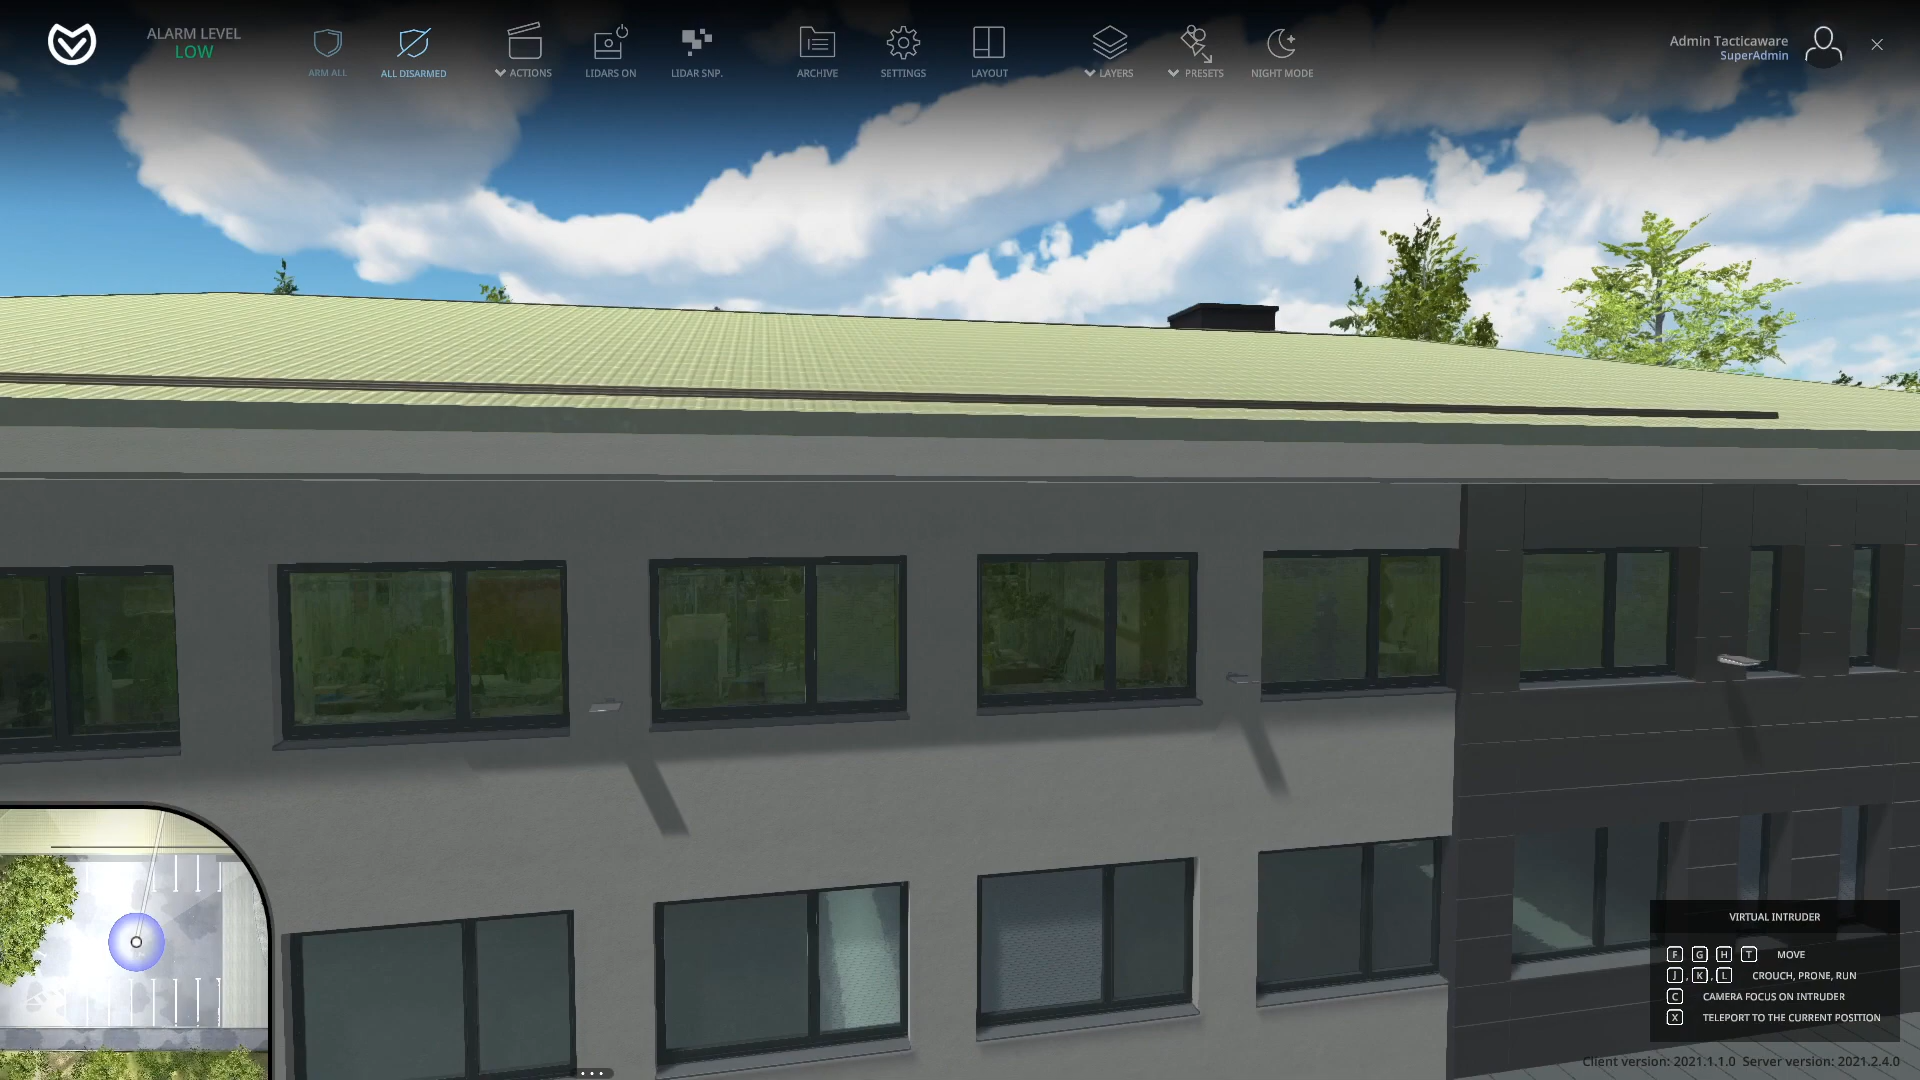 ALARM LEVEL
LOW
ARM ALL
ALL DISARMED
ACTIONS
LIDARS ON
LIDAR SNP.
ARCHIVE
SETTINGS
LAYOUT
LAYERS
PRESETS
NIGHT MODE
Admin Tacticaware
SuperAdmin
VIRTUAL INTRUDER
F G H T MOVE
J , K , L CROUCH, PRONE, RUN
C CAMERA FOCUS ON INTRUDER
X TELEPORT TO THE CURRENT POSITION
Client version: 2021.1.1.0 Server version: 2021.2.4.0